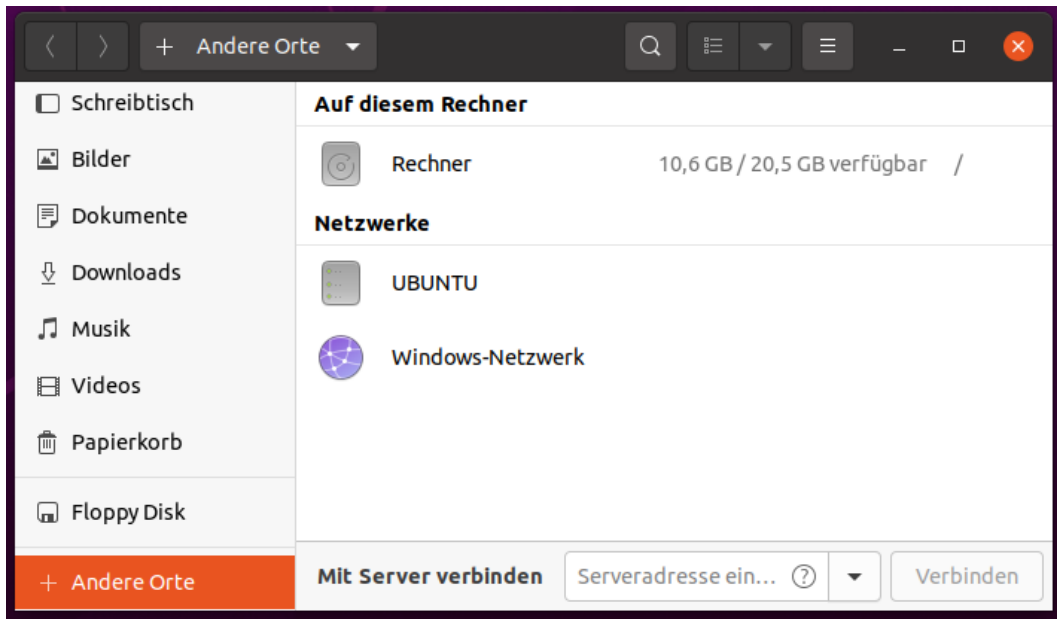 Andere Orte
Schreibtisch
Bilder
Dokumente
Downloads
Musik
Videos
Papierkorb
Floppy Disk
Andere Orte
Auf diesem Rechner
Rechner 10,6 GB / 20,5 GB verfügbar /
Netzwerke
UBUNTU
Windows-Netzwerk
Mit Server verbinden Serveradresse ein... Verbinden